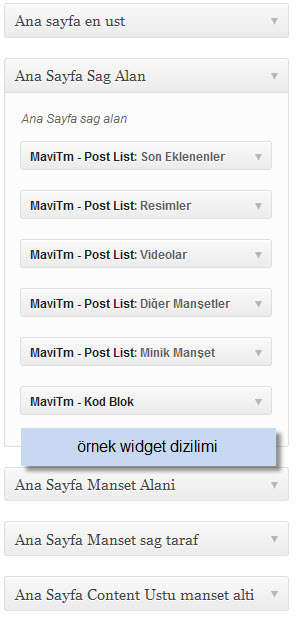 Ana sayfa en ust
Ana Sayfa Sag Alan
Ana Sayfa sag alan
MaviTm - Post List: Son Eklenenler
MaviTm - Post List: Resimler
MaviTm - Post List: Videolar
MaviTm - Post List: Diğer Manşetler
MaviTm - Post List: Minik Manşet
MaviTm - Kod Blok
örnek widget dizilimi
Ana Sayfa Manset Alani
Ana Sayfa Manset sag taraf
Ana Sayfa Content Ustu manset alti